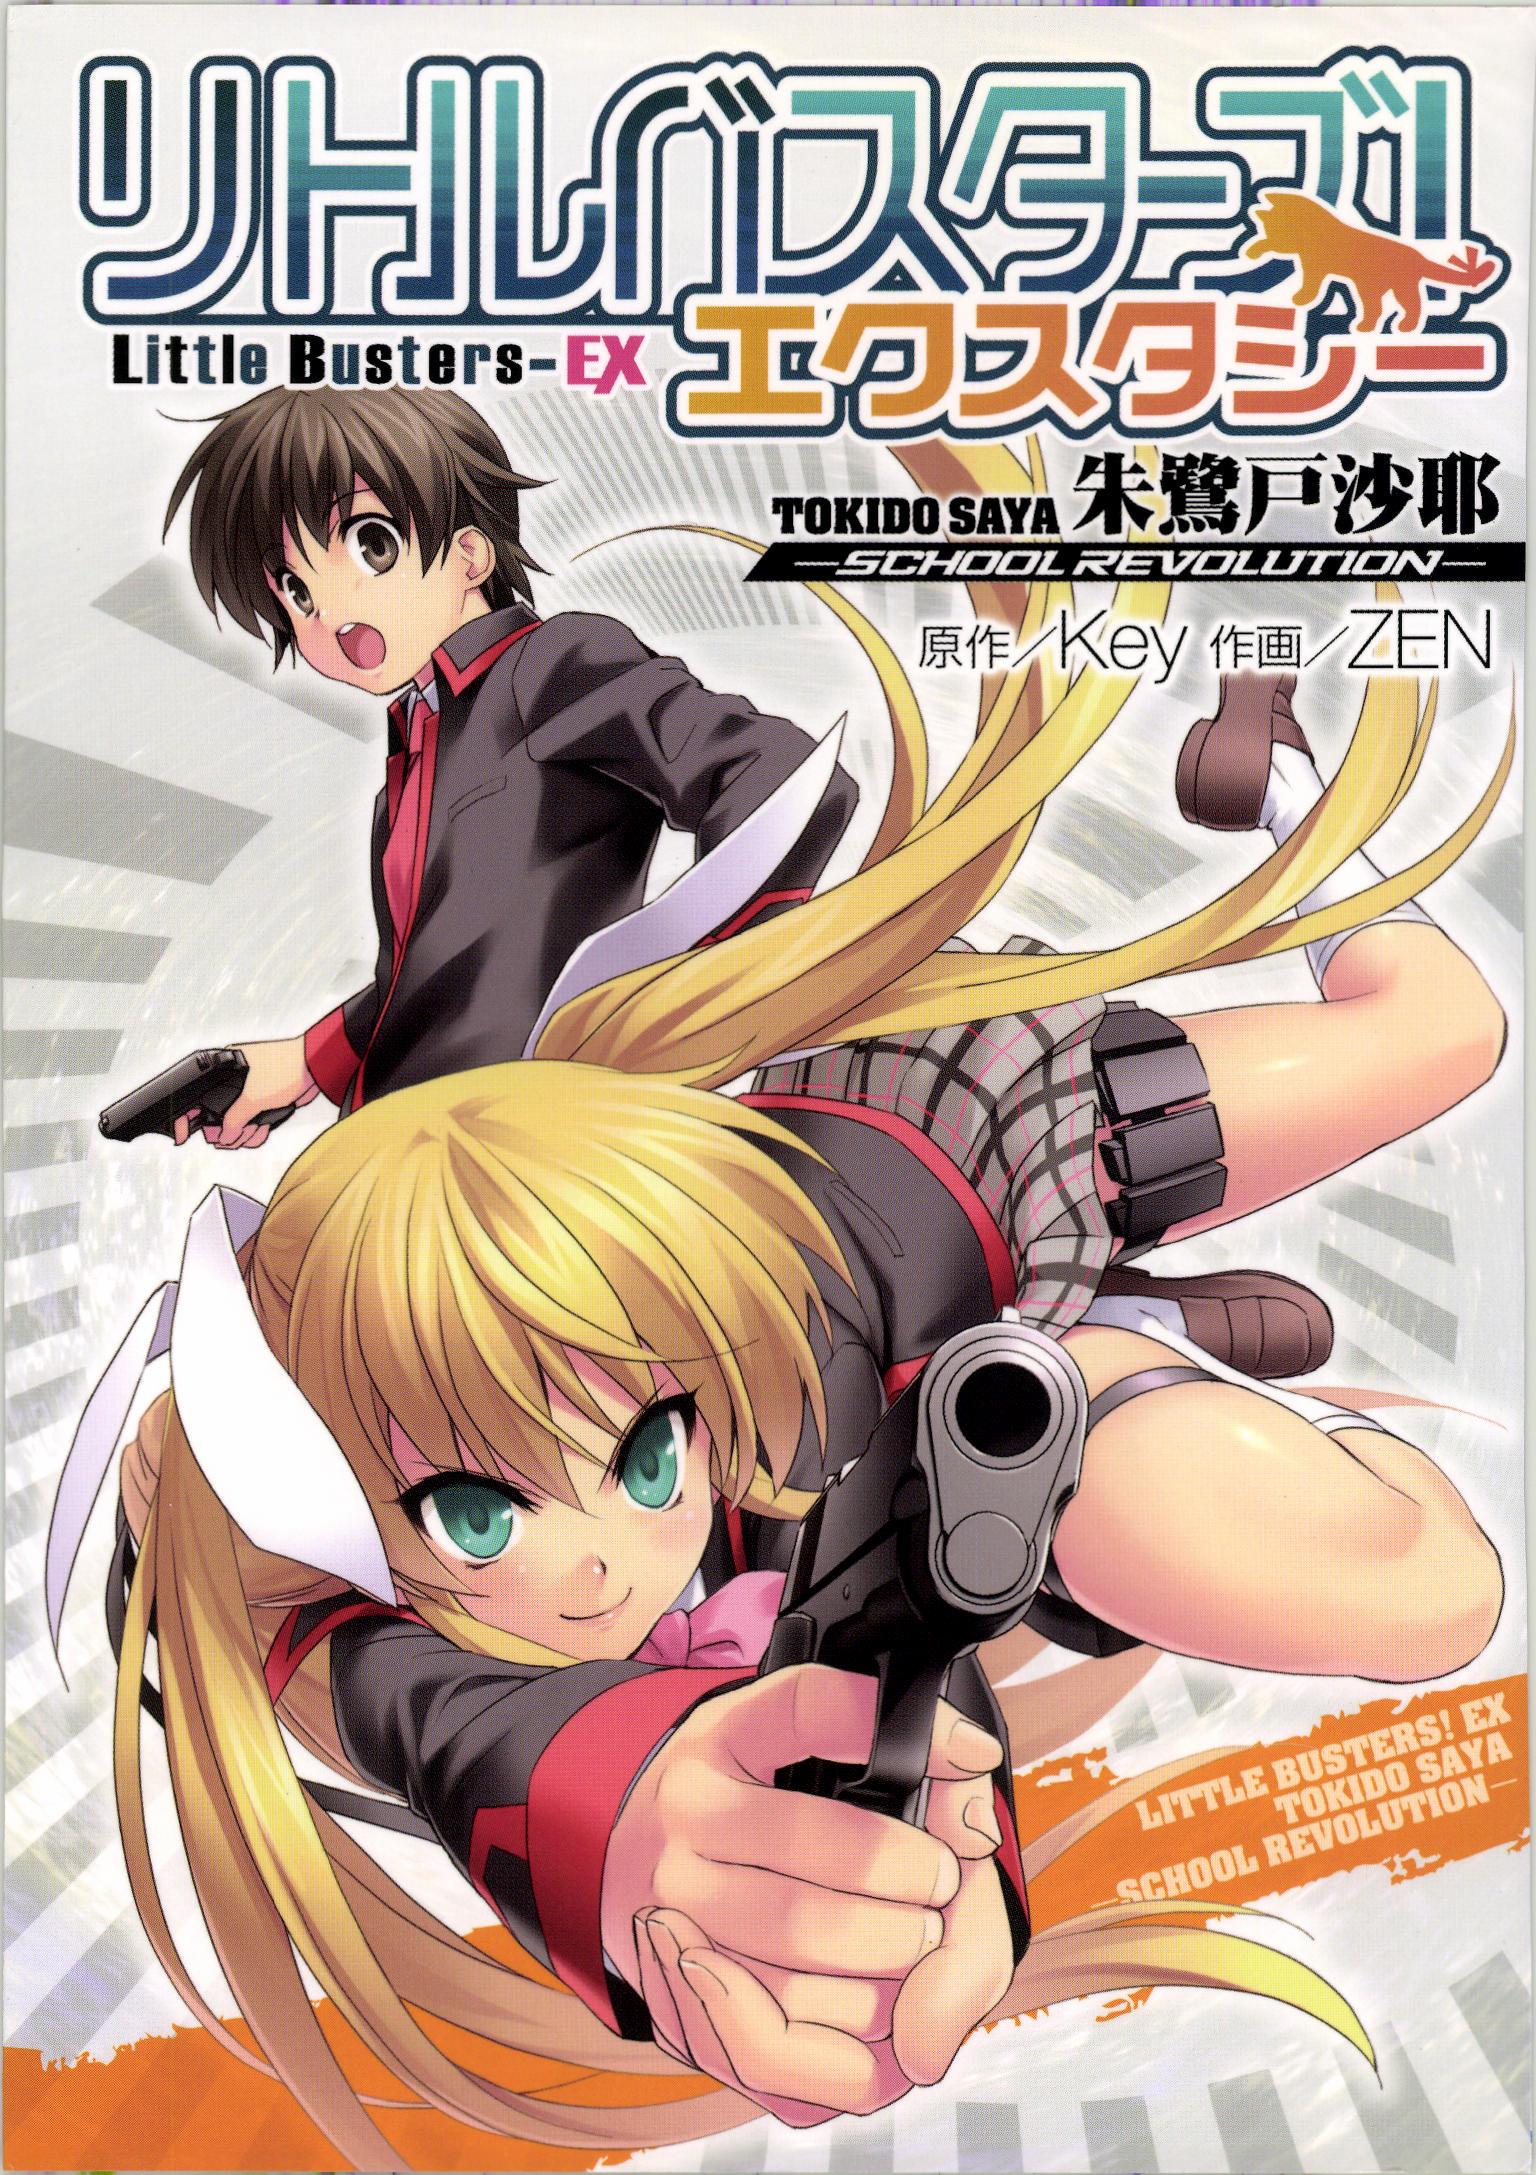 リトルバスターズ!
Little Busters-EX
エクスタシー
TOKIDO SAYA 朱鷺戸沙耶
—SCHOOL REVOLUTION—
原作/Key 作画/ZEN
LITTLE BUSTERS! EX
TOKIDO SAYA
—SCHOOL REVOLUTION—